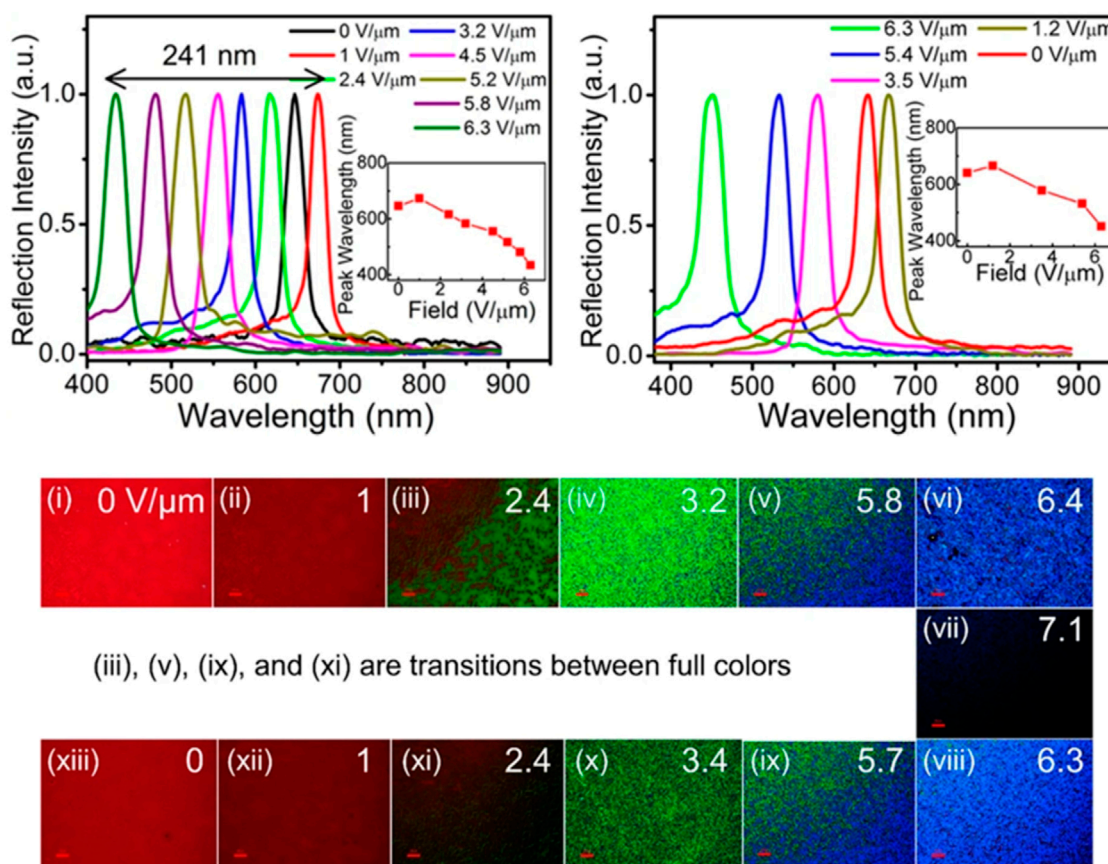 0 V/μm 3.2 V/μm
1 V/μm 4.5 V/μm
2.4 V/μm 5.2 V/μm
5.8 V/μm
6.3 V/μm
241 nm
Reflection Intensity (a.u.)
1.0
0.5
0.0
400 500 600 700 800 900
Wavelength (nm)
Peak Wavelength (nm)
800
600
400
0 2 4 6
Field (V/μm)
6.3 V/μm 1.2 V/μm
5.4 V/μm 0 V/μm
3.5 V/μm
Reflection Intensity (a.u.)
1.0
0.5
0.0
400 500 600 700 800 900
Wavelength (nm)
Peak Wavelength (nm)
800
600
400
0 2 4 6
Field (V/μm)
(i) 0 V/μm (ii) 1 (iii) 2.4 (iv) 3.2 (v) 5.8 (vi) 6.4
(vii) 7.1
(iii), (v), (ix), and (xi) are transitions between full colors
(xiii) 0 (xii) 1 (xi) 2.4 (x) 3.4 (ix) 5.7 (viii) 6.3